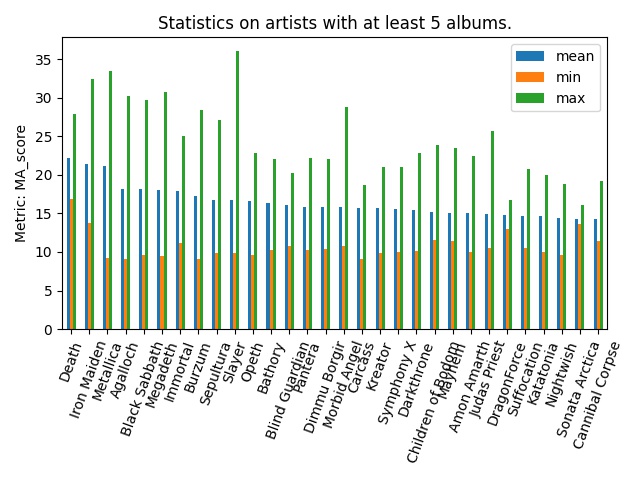 Statistics on artists with at least 5 albums.
Metric: MA_score
35
30
25
20
15
10
5
0
mean
min
max
Death
Iron Maiden
Metallica
Agalloch
Black Sabbath
Megadeth
Immortal
Burzum
Sepultura
Slayer
Opeth
Bathory
Blind Guardian
Pantera
Dimmu Borgir
Morbid Angel
Carcass
Kreator
Symphony X
Darkthrone
Children of Bodom
Mayhem
Amon Amarth
Judas Priest
DragonForce
Suffocation
Katatonia
Nightwish
Sonata Arctica
Cannibal Corpse